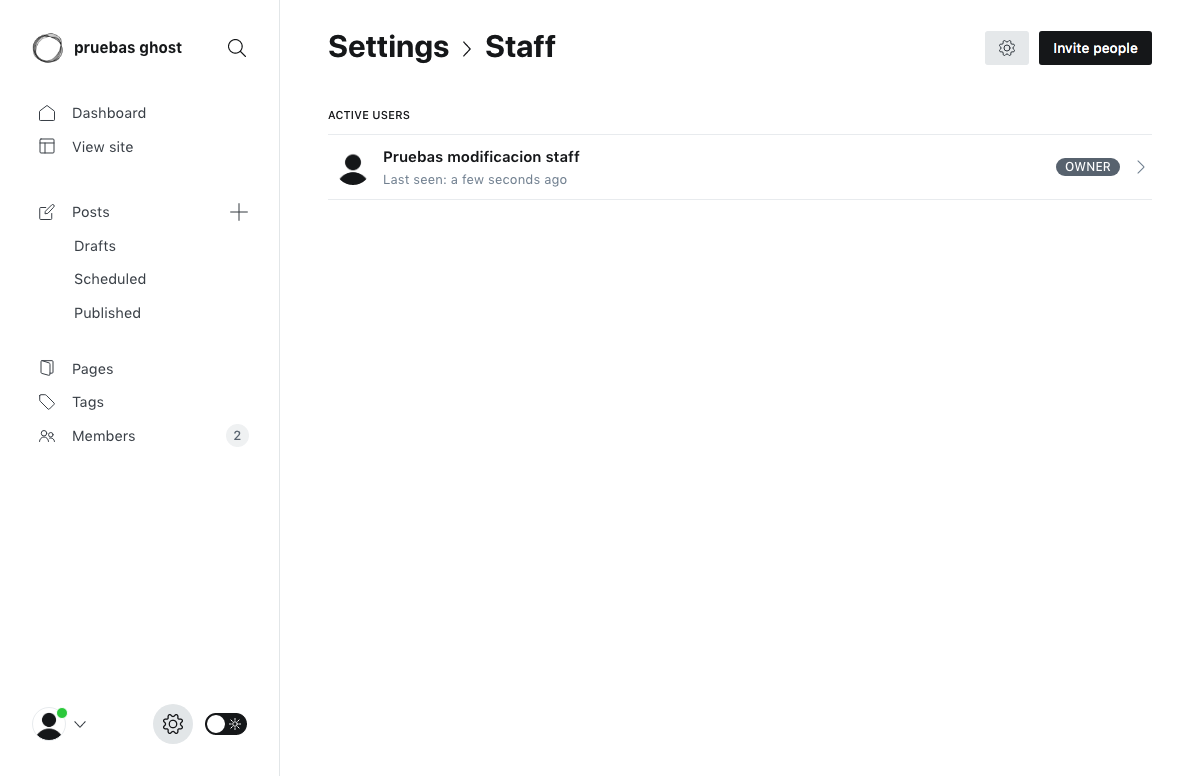 pruebas ghost
Dashboard
View site
Posts
Drafts
Scheduled
Published
Pages
Tags
Members 2
Settings Staff
Invite people
ACTIVE USERS
Pruebas modificacion staff
Last seen: a few seconds ago
OWNER